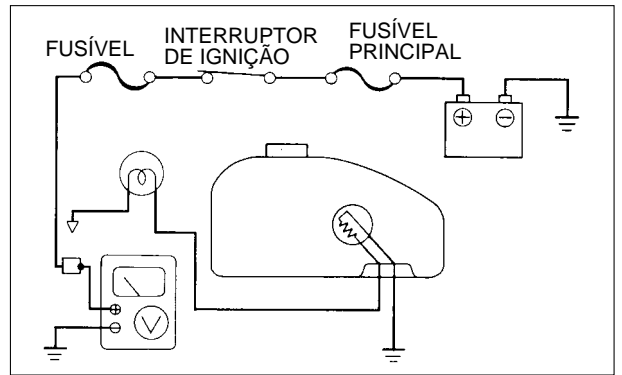 FUSÍVEL
INTERRUPTOR
DE IGNIÇÃO
FUSÍVEL
PRINCIPAL
+ −
+
−
V